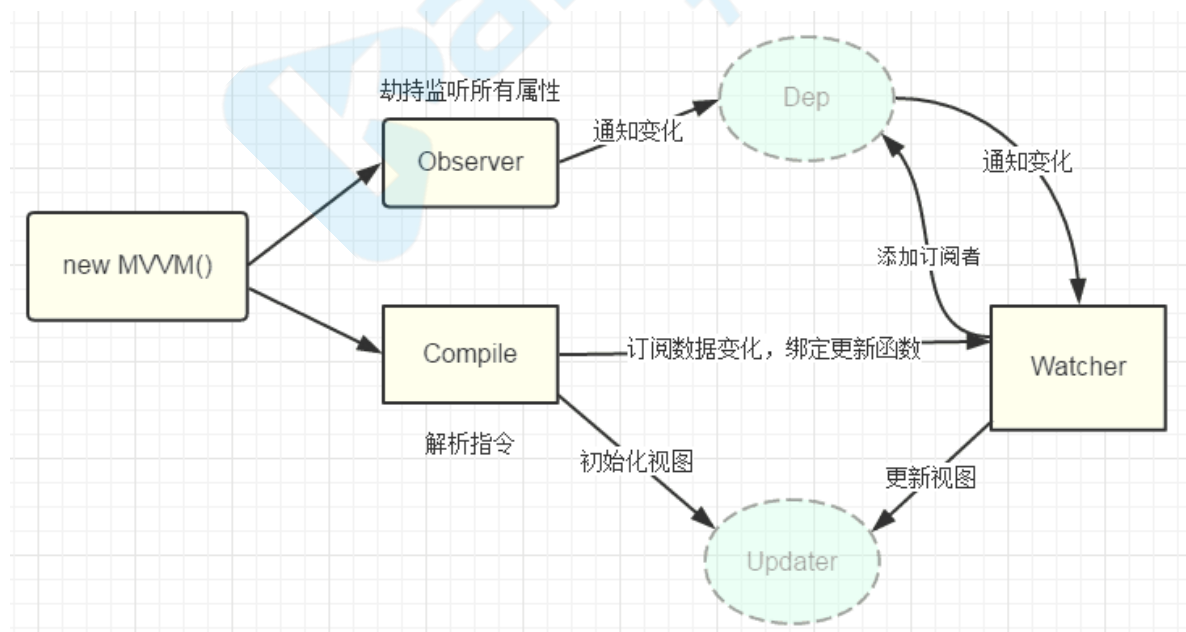 劫持监听所有属性
Dep
通知变化
Observer
通知变化
new MVVM()
添加订阅者
Compile
订阅数据变化，绑定更新函数
Watcher
解析指令
初始化视图
更新视图
Updater